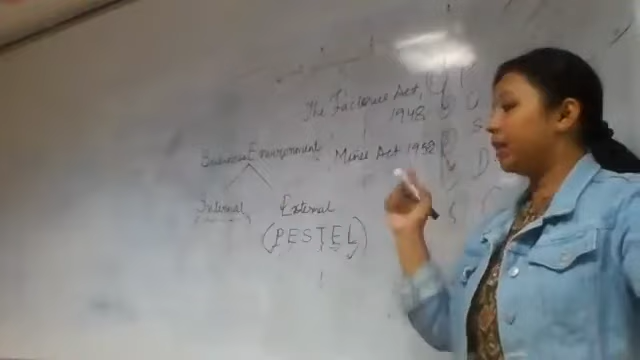 The Factories Act,
1948
Business Environment
Mines Act 1952
Internal
External
(PESTEL)
P
U
S
D
S